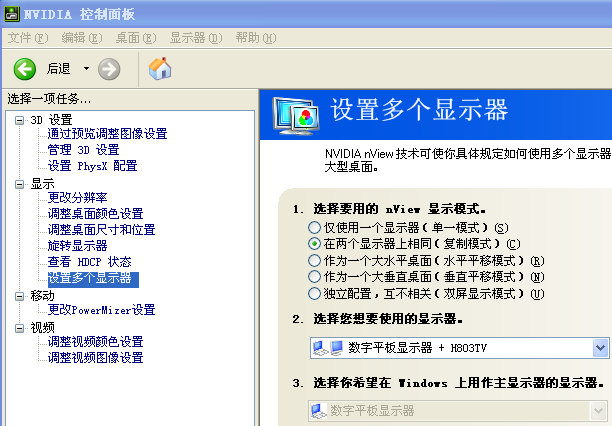 NVIDIA 控制面板
文件(F) 编辑(E) 桌面(E) 显示器(D) 帮助(H)
后退
选择一项任务...
3D 设置
通过预览调整图像设置
管理 3D 设置
设置 PhysX 配置
显示
更改分辨率
调整桌面颜色设置
调整桌面尺寸和位置
旋转显示器
查看 HDCP 状态
设置多个显示器
移动
更改PowerMizer设置
视频
调整视频颜色设置
调整视频图像设置
设置多个显示器
NVIDIA nView 技术可使你具体规定如何使用多个显示器
大型桌面。
1. 选择要用的 nView 显示模式。
仅使用一个显示器(单一模式)(S)
在两个显示器上相同(复制模式)(C)
作为一个大水平桌面(水平平移模式)(R)
作为一个大垂直桌面(垂直平移模式)(N)
独立配置，互不相关(双屏显示模式)(U)
2. 选择您想要使用的显示器。
数字平板显示器 + H803TV
3. 选择你希望在 Windows 上用作主显示器的显示器。
数字平板显示器